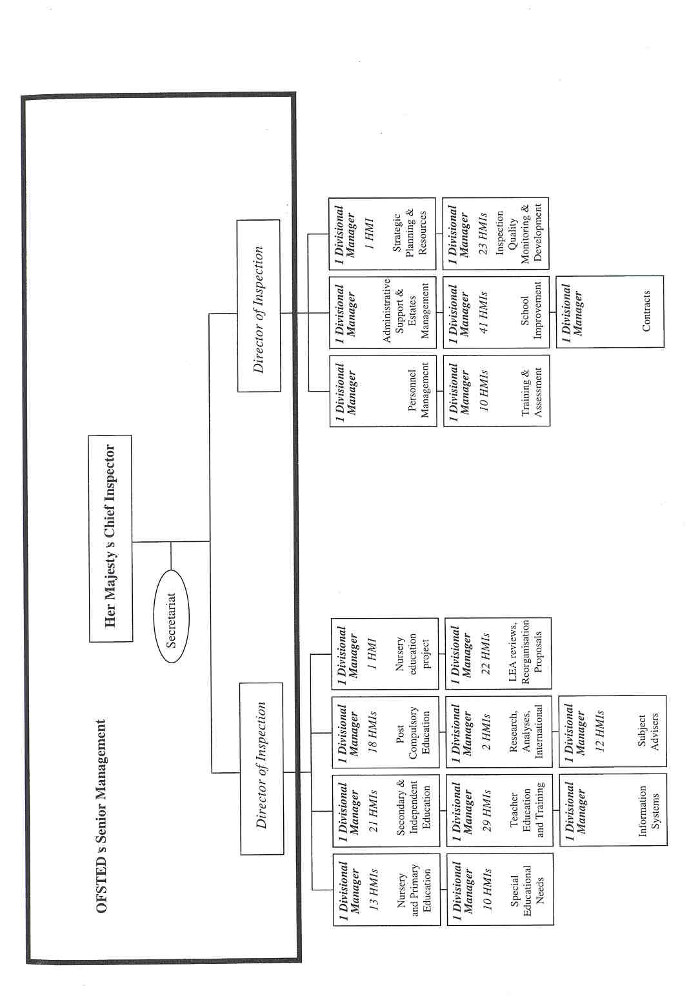 OFSTED's Senior Management
Her Majesty's Chief Inspector
Secretariat
Director of Inspection
Director of Inspection
1 Divisional
Manager
13 HMIs
Nursery
and Primary
Education
1 Divisional
Manager
21 HMIs
Secondary &
Independent
Education
1 Divisional
Manager
18 HMIs
Post
Compulsory
Education
1 Divisional
Manager
1 HMI
Nursery
education
project
1 Divisional
Manager
10 HMIs
Special
Educational
Needs
1 Divisional
Manager
29 HMIs
Teacher
Education
and Training
1 Divisional
Manager
2 HMIs
Research,
Analyses,
International
1 Divisional
Manager
22 HMIs
LEA reviews,
Reorganisation
Proposals
1 Divisional
Manager
Information
Systems
1 Divisional
Manager
12 HMIs
Subject
Advisers
1 Divisional
Manager
Personnel
Management
1 Divisional
Manager
Administrative
Support &
Estates
Management
1 Divisional
Manager
1 HMI
Strategic
Planning &
Resources
1 Divisional
Manager
10 HMIs
Training &
Assessment
1 Divisional
Manager
41 HMIs
School
Improvement
1 Divisional
Manager
23 HMIs
Inspection
Quality
Monitoring &
Development
1 Divisional
Manager
Contracts